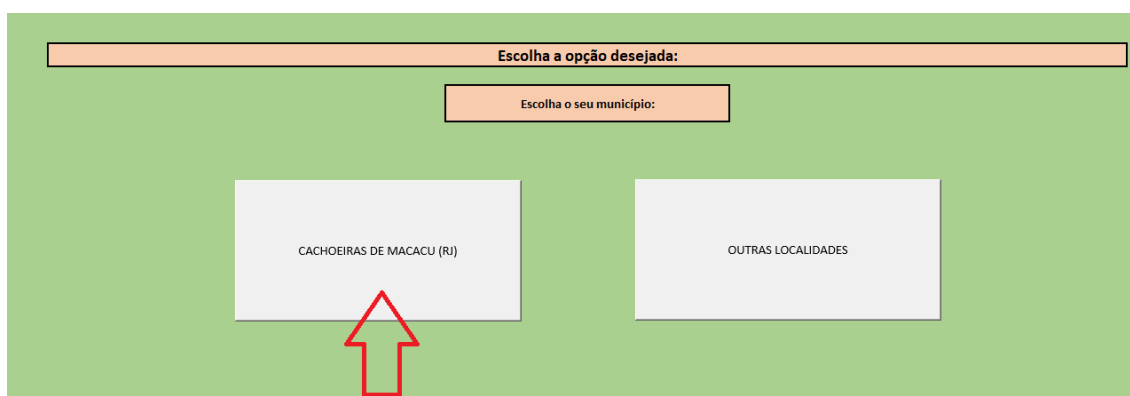 Escolha a opção desejada:
Escolha o seu município:
CACHOEIRAS DE MACACU (RJ)
OUTRAS LOCALIDADES